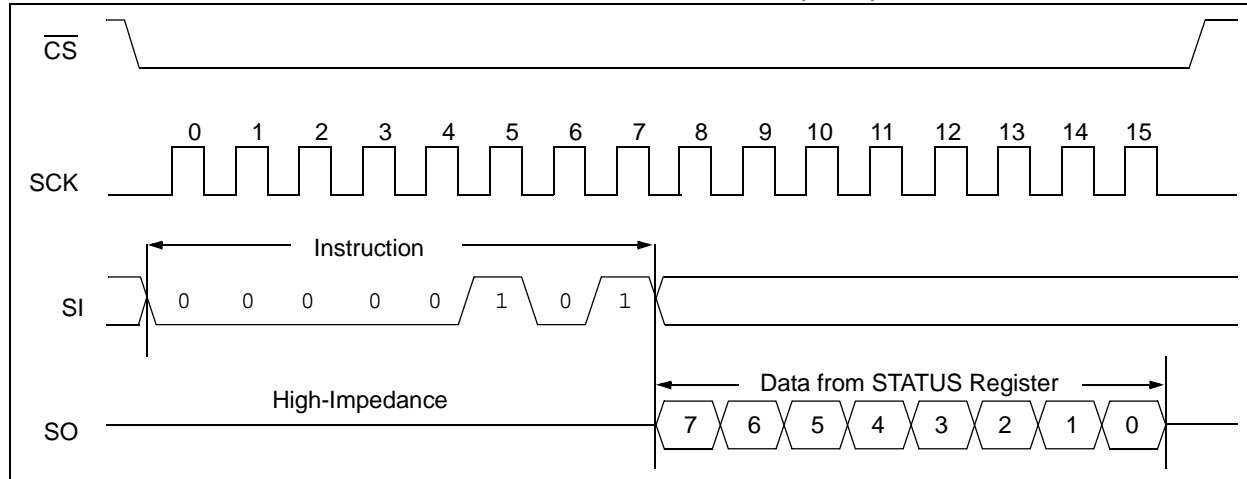 CS
0 1 2 3 4 5 6 7 8 9 10 11 12 13 14 15
SCK
Instruction
SI 0 0 0 0 0 1 0 1
Data from STATUS Register
High-Impedance
SO 7 6 5 4 3 2 1 0